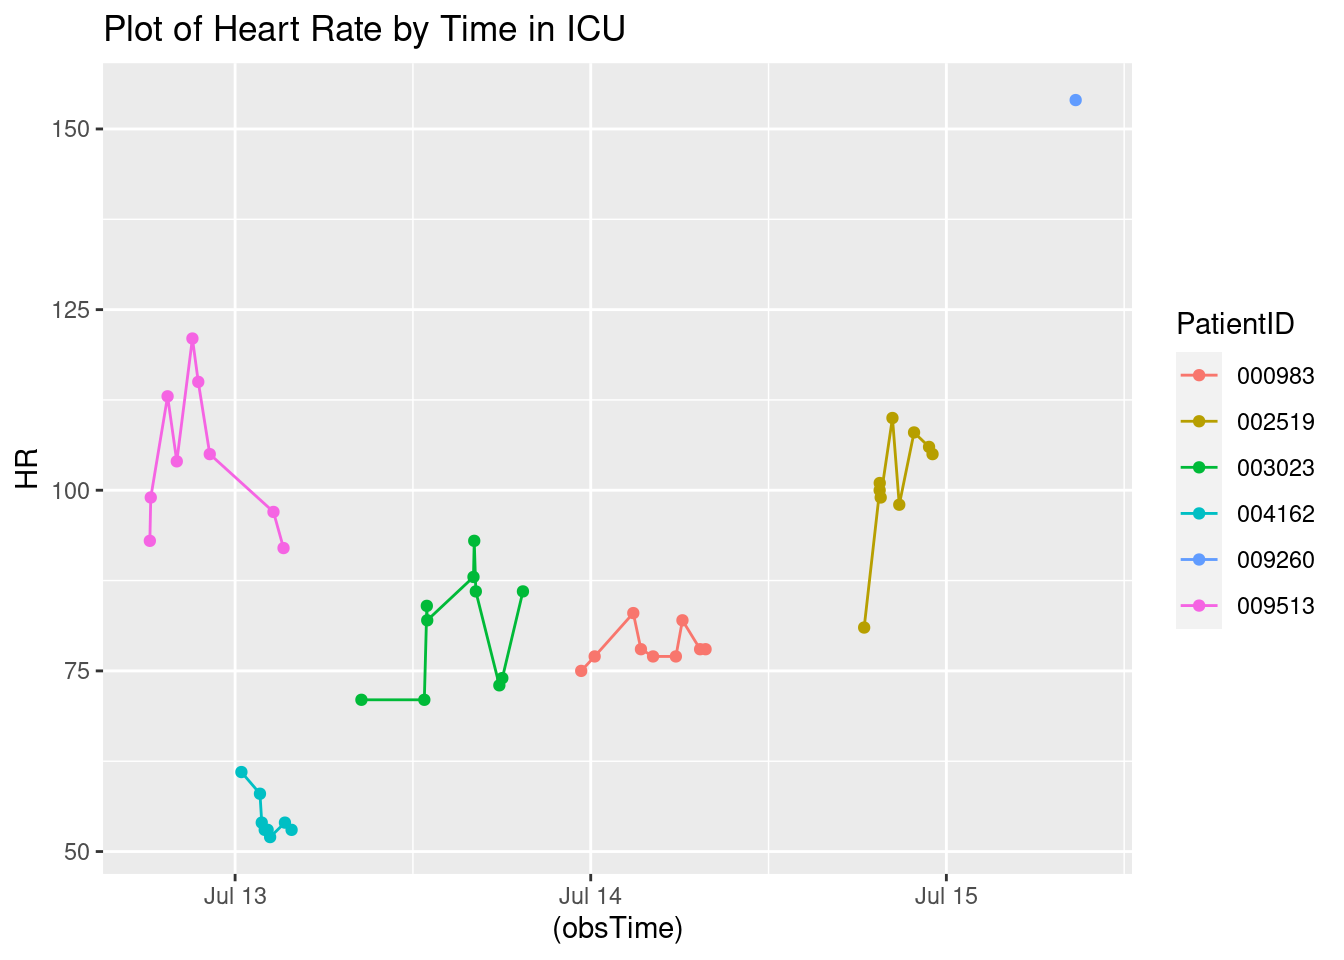 Plot of Heart Rate by Time in ICU
150
125
100
75
50
HR
Jul 13
Jul 14
Jul 15
(obsTime)
PatientID
000983
002519
003023
004162
009260
009513